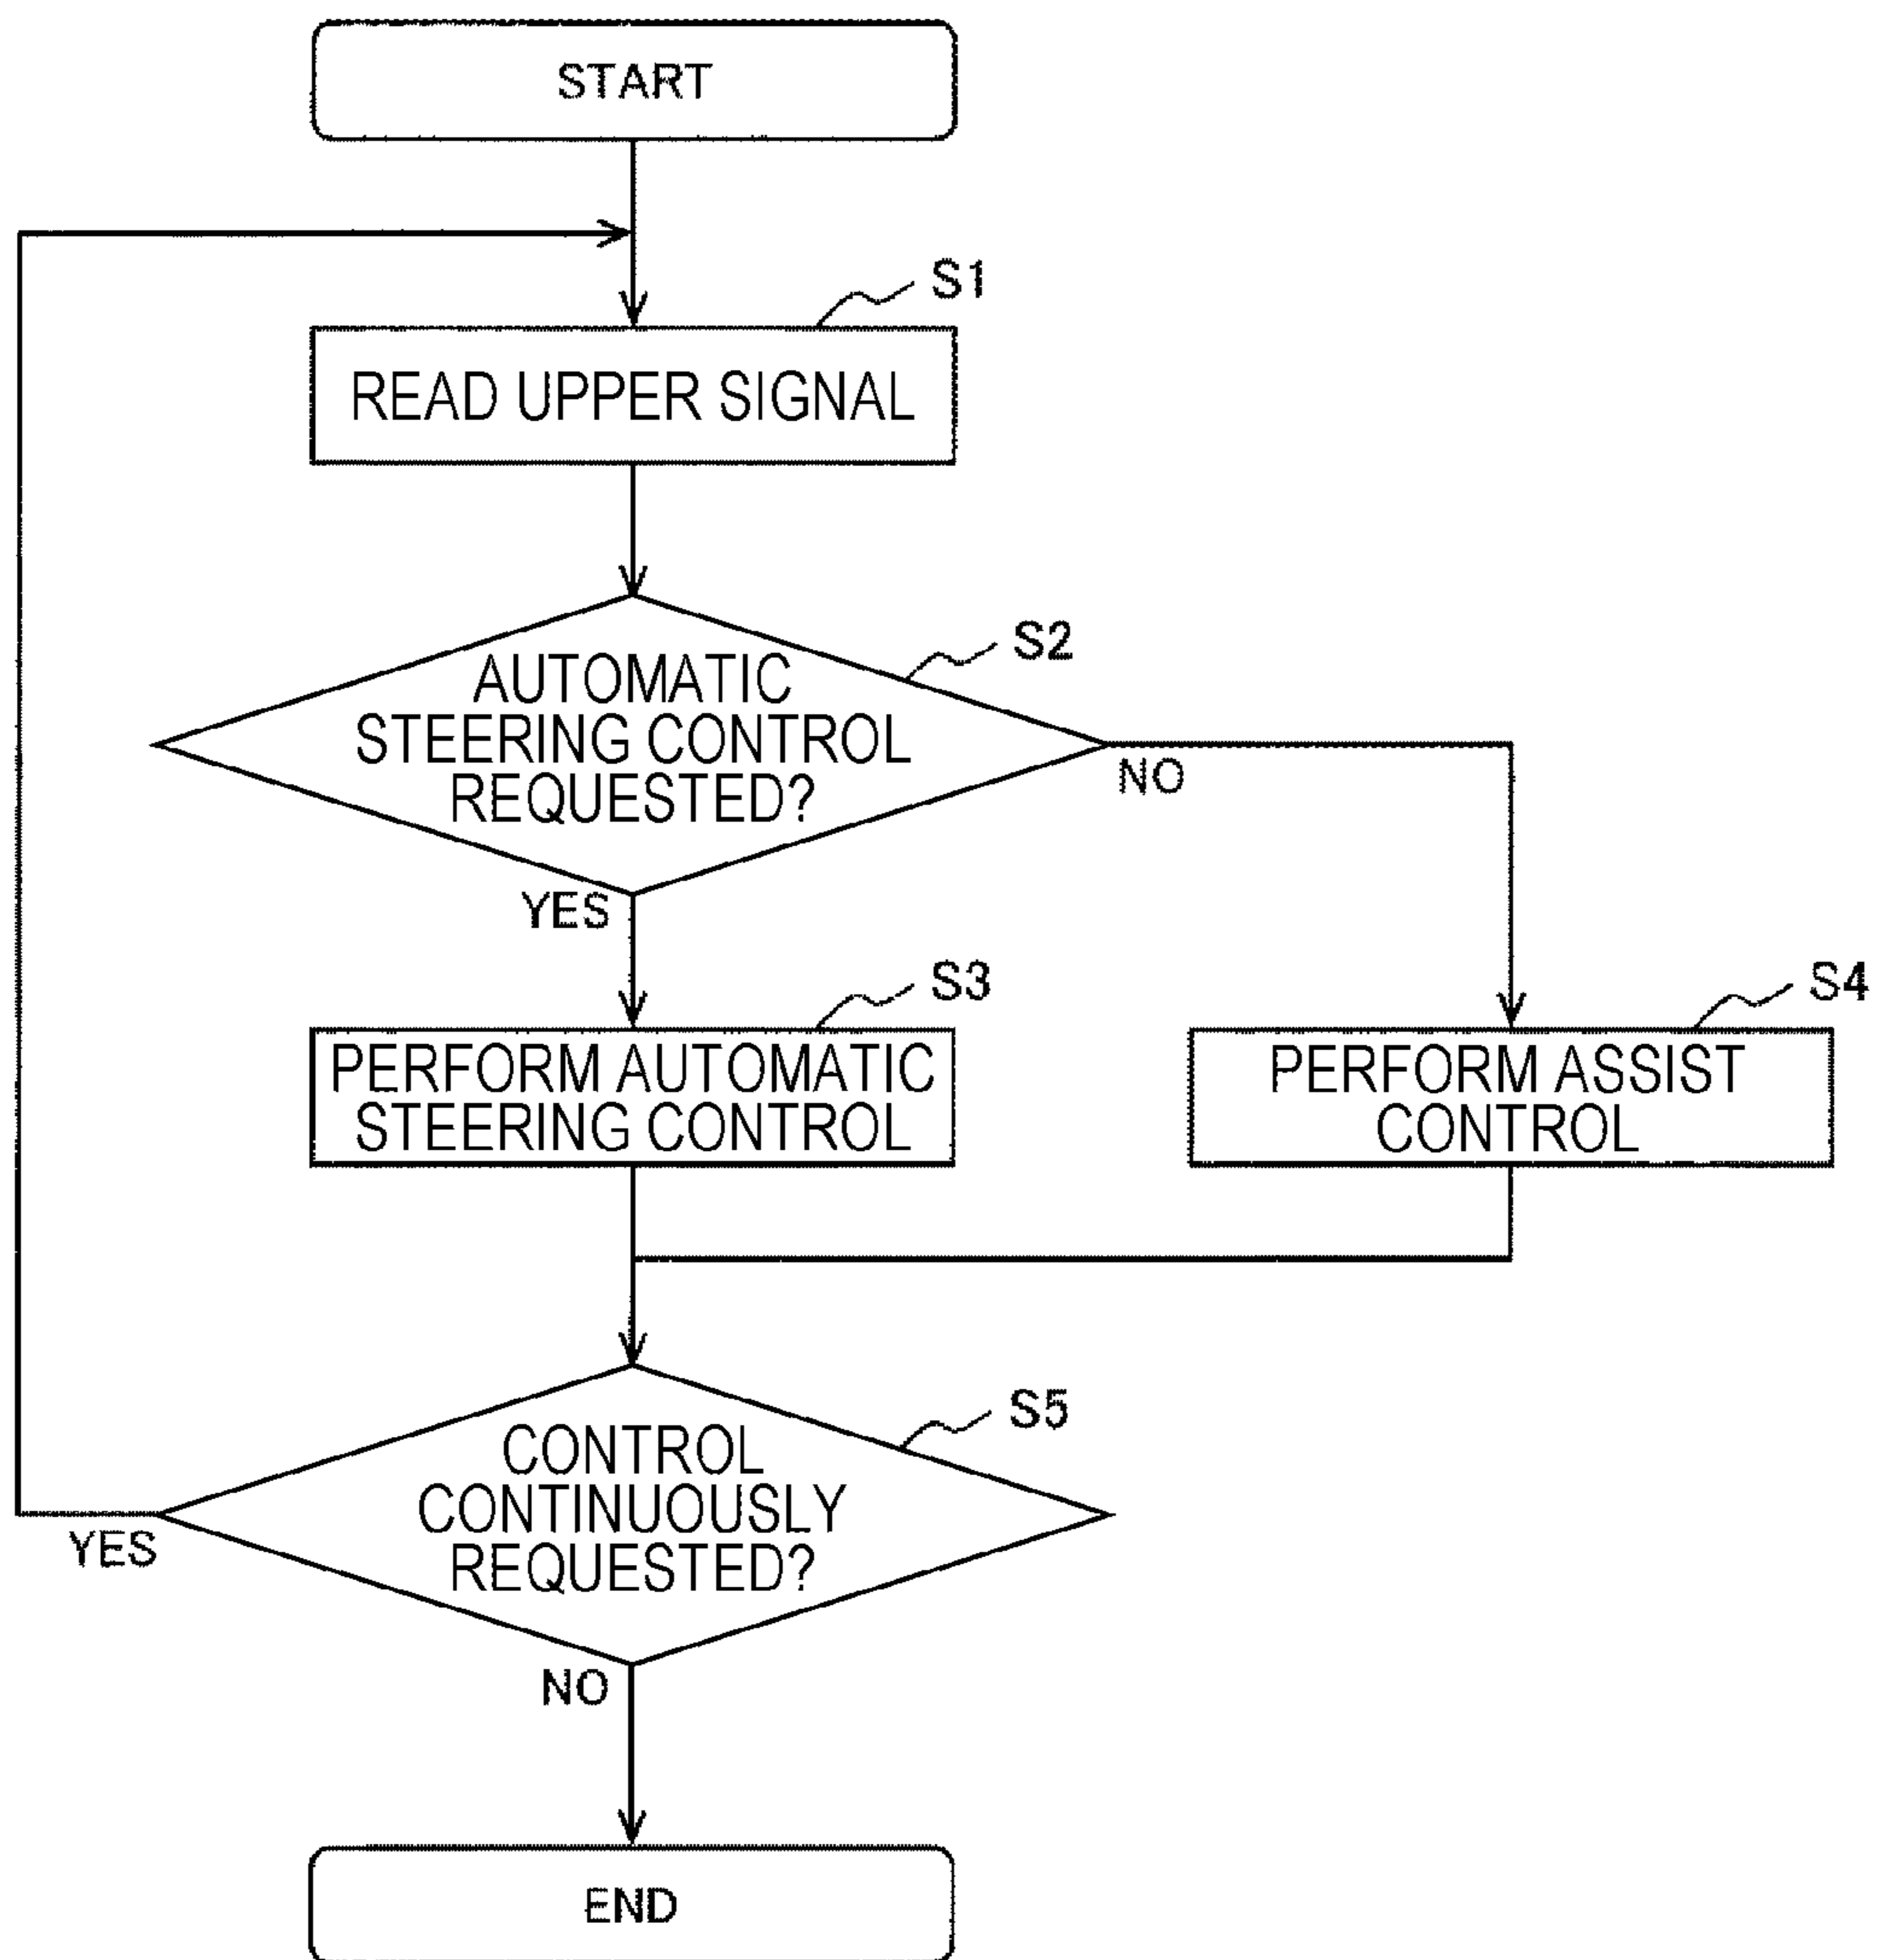 START
S1
READ UPPER SIGNAL
S2
AUTOMATIC
STEERING CONTROL
REQUESTED?
NO
YES
S3
S4
PERFORM AUTOMATIC
STEERING CONTROL
PERFORM ASSIST
CONTROL
S5
CONTROL
CONTINUOUSLY
REQUESTED?
YES
NO
END